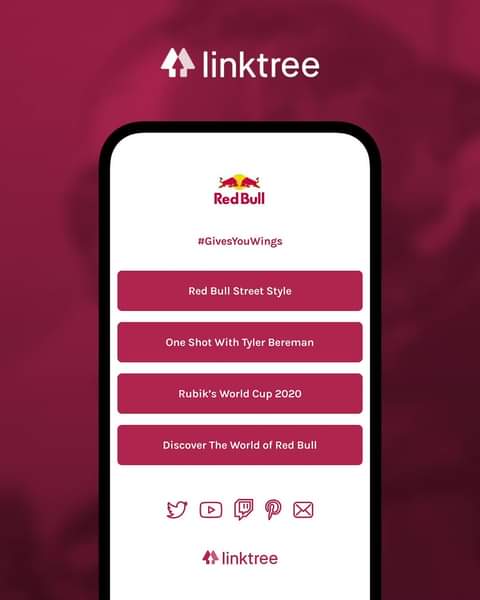 linktree
Red Bull
#GivesYouWings
Red Bull Street Style
One Shot With Tyler Bereman
Rubik's World Cup 2020
Discover The World of Red Bull
linktree